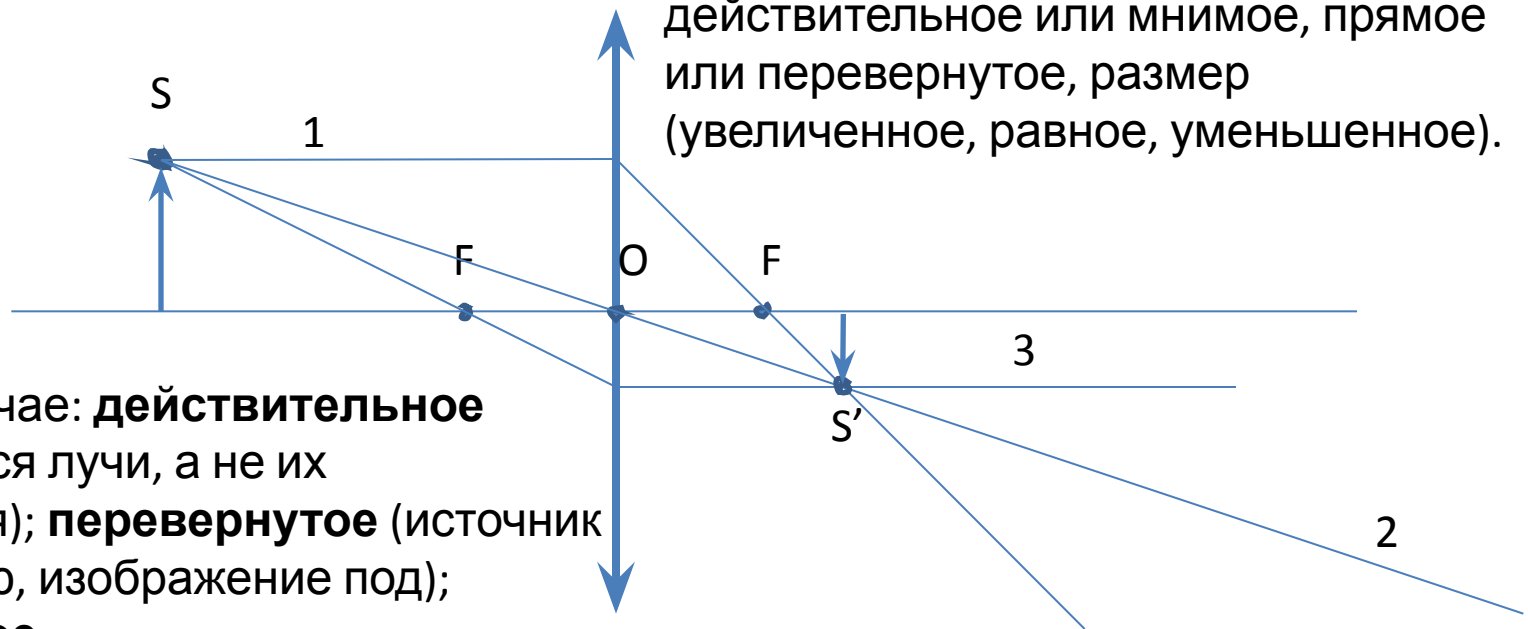 действительное или мнимое, прямое
или перевернутое, размер
(увеличенное, равное, уменьшенное).
S
1
F
O
F
3
S’
2
чае: действительное
ся лучи, а не их
); перевернутое (источник
, изображение под);